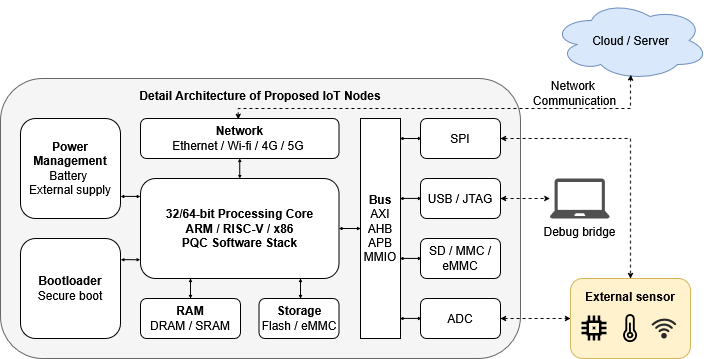 Cloud / Server
Network
Communication
Detail Architecture of Proposed IoT Nodes
Power
Management
Battery
External supply
Network
Ethernet / Wi-fi / 4G / 5G
32/64-bit Processing Core
ARM / RISC-V / x86
PQC Software Stack
Bootloader
Secure boot
RAM
DRAM / SRAM
Storage
Flash / eMMC
Bus
AXI
AHB
APB
MMIO
SPI
USB / JTAG
SD / MMC /
eMMC
ADC
Debug bridge
External sensor